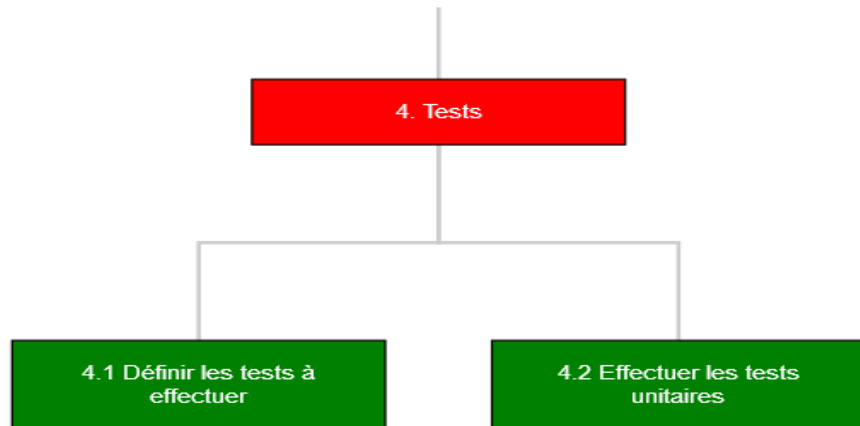 4. Tests
4.1 Définir les tests à
effectuer
4.2 Effectuer les tests
unitaires